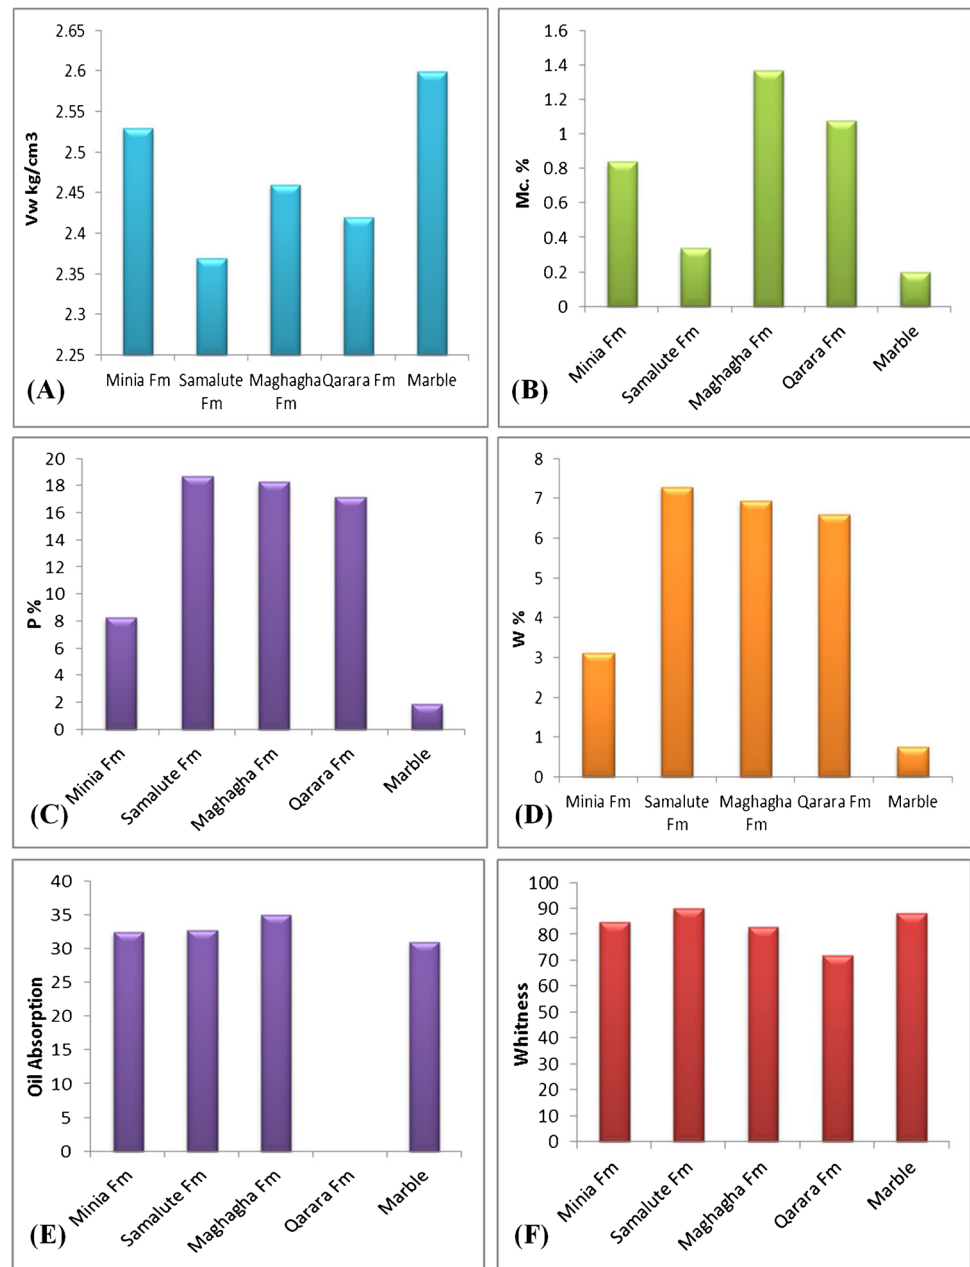 2.65
2.6
2.55
2.5
2.45
2.4
2.35
2.3
2.25
Vw kg/cm3
Minia Fm Samalute Maghagha Qarara Fm Marble
Fm Fm
(A)
1.6
1.4
1.2
1
0.8
0.6
0.4
0.2
0
Mc. %
Minia Fm
Samalute Fm
Maghagha Fm
Qarara Fm
Marble
(B)
20
18
16
14
12
10
8
6
4
2
0
P %
Minia Fm
Samalute Fm
Maghagha Fm
Qarara Fm
Marble
(C)
8
7
6
5
4
3
2
1
0
W %
Minia Fm Samalute Maghagha Qarara Fm Marble
Fm Fm
(D)
40
35
30
25
20
15
10
5
0
Oil Absorption
Minia Fm
Samalute Fm
Maghagha Fm
Qarara Fm
Marble
(E)
100
90
80
70
60
50
40
30
20
10
0
Whitness
Minia Fm
Samalute Fm
Maghagha Fm
Qarara Fm
Marble
(F)